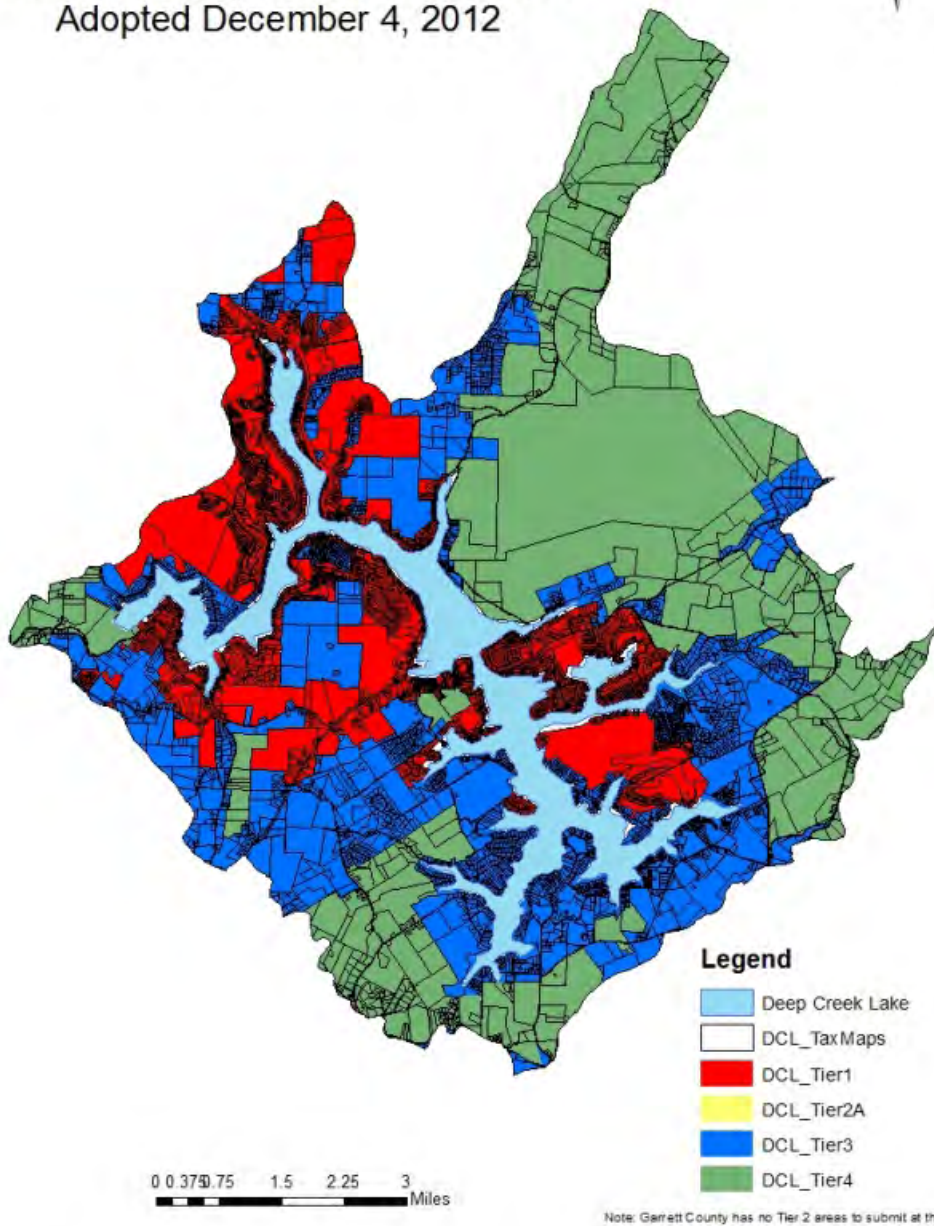 Adopted December 4, 2012
Legend
Deep Creek Lake
DCL_TaxMaps
DCL_Tier1
DCL_Tier2A
DCL_Tier3
DCL_Tier4
0 0.375 0.75 1.5 2.25 3
Miles
Note: Garrett County has no Tier 2 areas to submit at